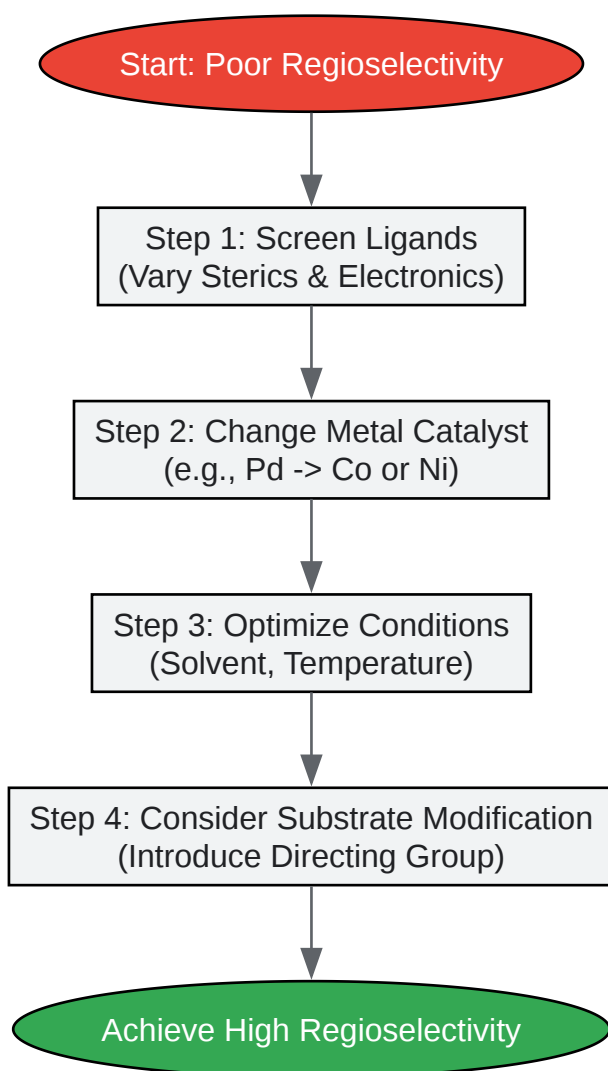 Start: Poor Regioselectivity
Step 1: Screen Ligands
(Vary Sterics & Electronics)
Step 2: Change Metal Catalyst
(e.g., Pd -> Co or Ni)
Step 3: Optimize Conditions
(Solvent, Temperature)
Step 4: Consider Substrate Modification
(Introduce Directing Group)
Achieve High Regioselectivity